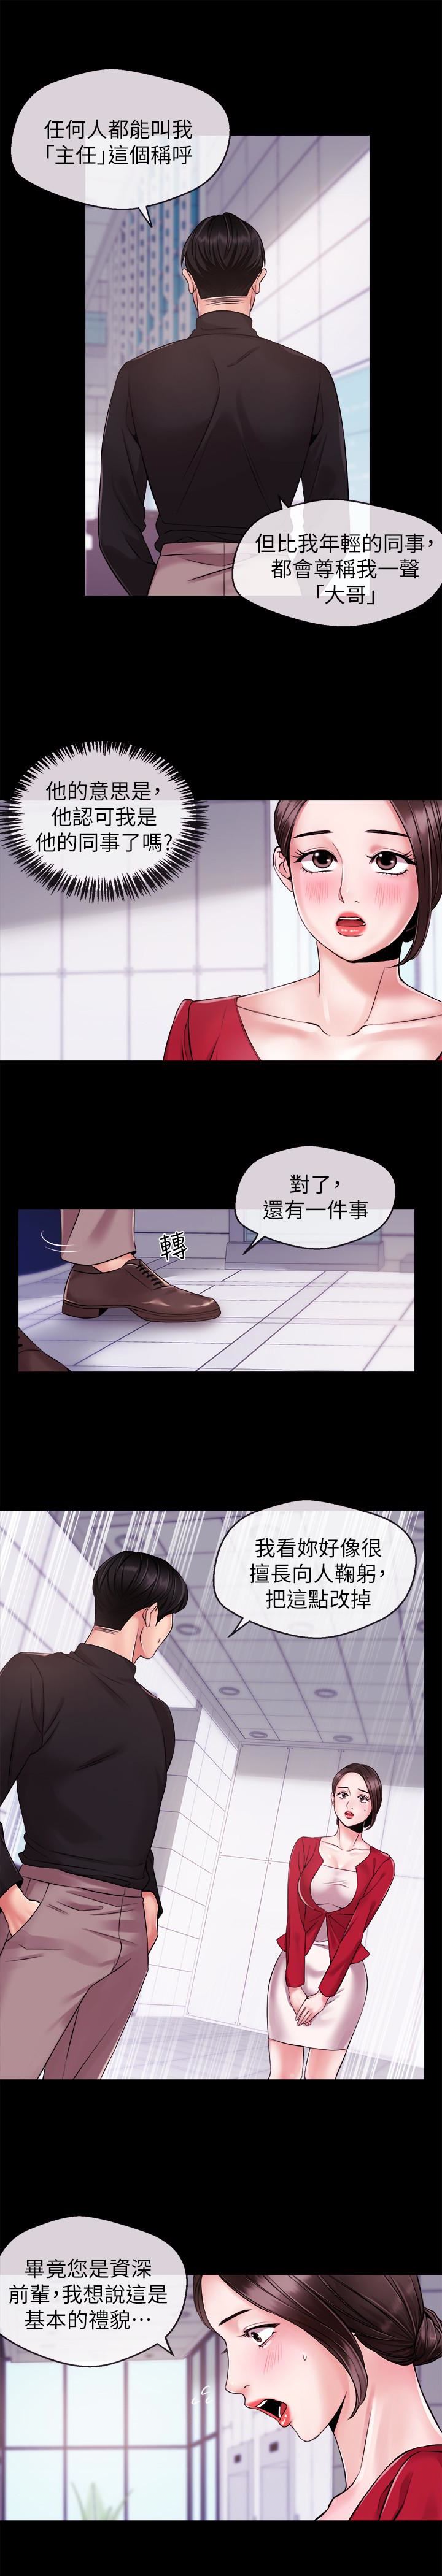 任何人都能叫我
「主任」這個稱呼
但比我年輕的同事，
都會尊稱我一聲
「大哥」
他的意思是，
他認可我是
他的同事了嗎?
對了，
還有一件事
轉
我看妳好像很
擅長向人鞠躬，
把這點改掉
畢竟您是資深
前輩，我想說這是
基本的禮貌⋯